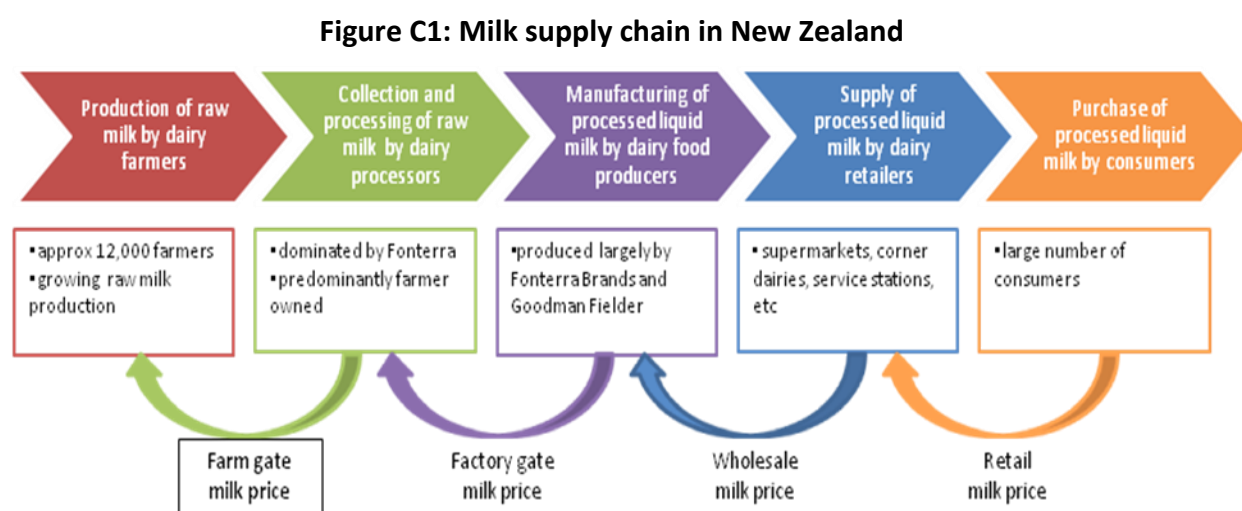 Figure C1: Milk supply chain in New Zealand
Production of raw
milk by dairy
farmers
Collection and
processing of raw
milk by dairy
processors
Manufacturing of
processed liquid
milk by dairy food
producers
Supply of
processed liquid
milk by dairy
retailers
Purchase of
processed liquid
milk by consumers
▪approx 12,000 farmers
▪growing raw milk
production
▪dominated by Fonterra
▪predominantly farmer
owned
▪produced largely by
Fonterra Brands and
Goodman Fielder
▪supermarkets, corner
dairies, service stations,
etc
▪large number of
consumers
Farm gate
milk price
Factory gate
milk price
Wholesale
milk price
Retail
milk price